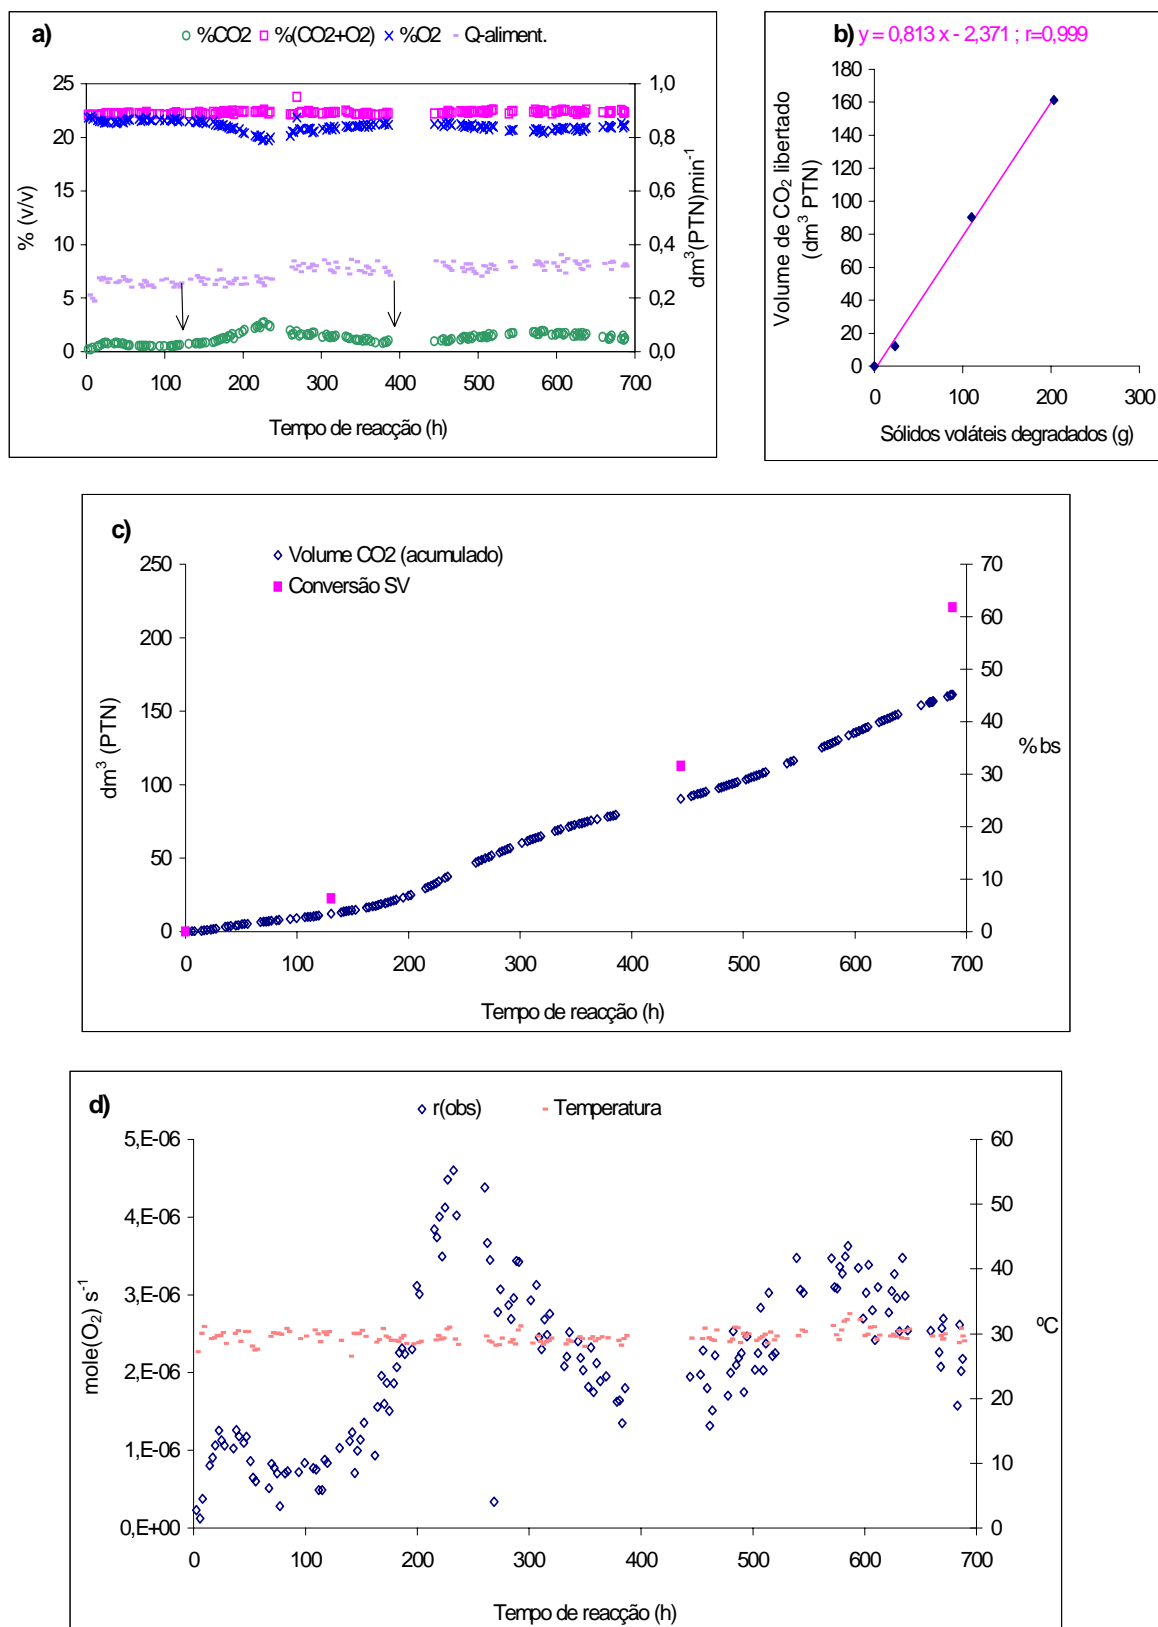 a)
%CO2 %(CO2+O2) %O2 Q-aliment.
25
20
15
10
5
0
% (v/v)
1,0
0,8
0,6
0,4
0,2
0,0
dm³(PTN)min⁻¹
0 100 200 300 400 500 600 700
Tempo de reacção (h)
b) y = 0,813 x - 2,371 ; r=0,999
180
160
140
120
100
80
60
40
20
0
Volume de CO₂ libertado
(dm³ PTN)
0 100 200 300
Sólidos voláteis degradados (g)
c)
Volume CO2 (acumulado)
Conversão SV
250
200
150
100
50
0
dm³ (PTN)
70
60
50
40
30
20
10
0
%bs
0 100 200 300 400 500 600 700
Tempo de reacção (h)
d)
r(obs) Temperatura
5,E-06
4,E-06
3,E-06
2,E-06
1,E-06
0,E+00
mole(O₂) s⁻¹
60
50
40
30
20
10
0
ºC
0 100 200 300 400 500 600 700
Tempo de reacção (h)